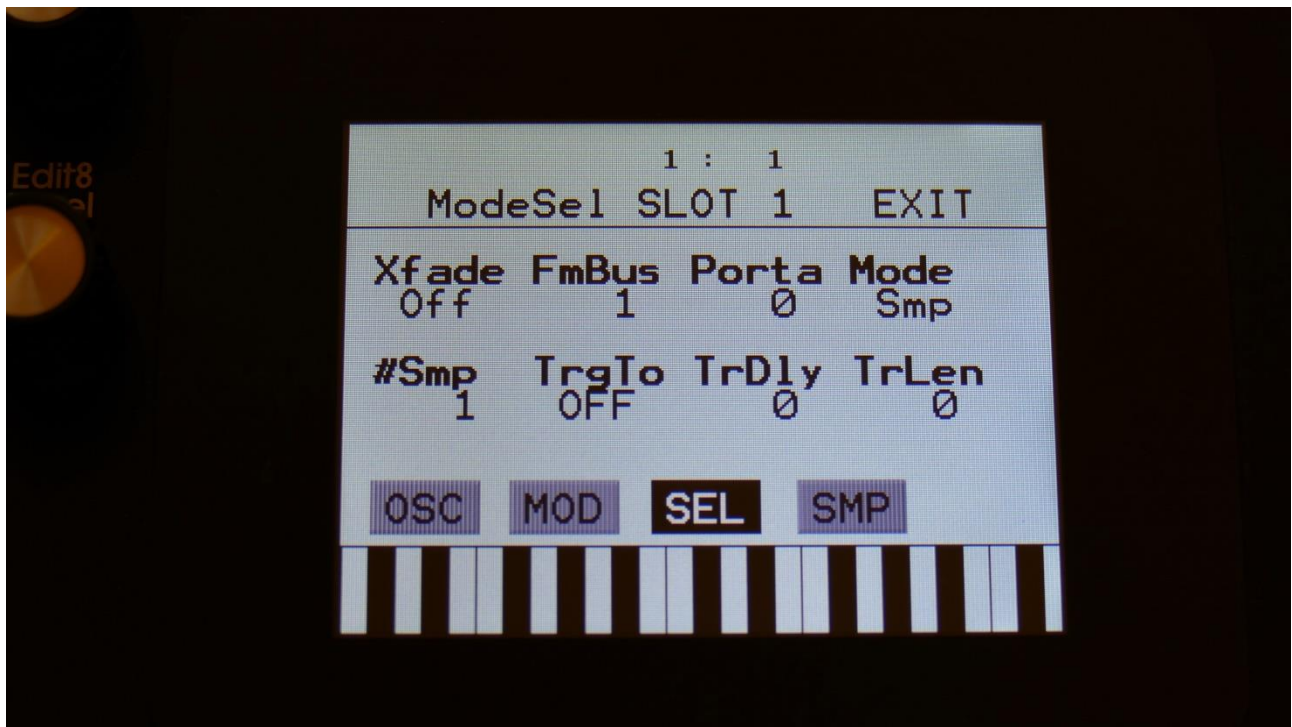 1 : 1
Edit8
ModeSel SLOT 1 EXIT
Xfade FmBus Porta Mode
Off 1 0 Smp
#Smp TrgTo TrDly TrLen
1 OFF 0 0
OSC MOD SEL SMP